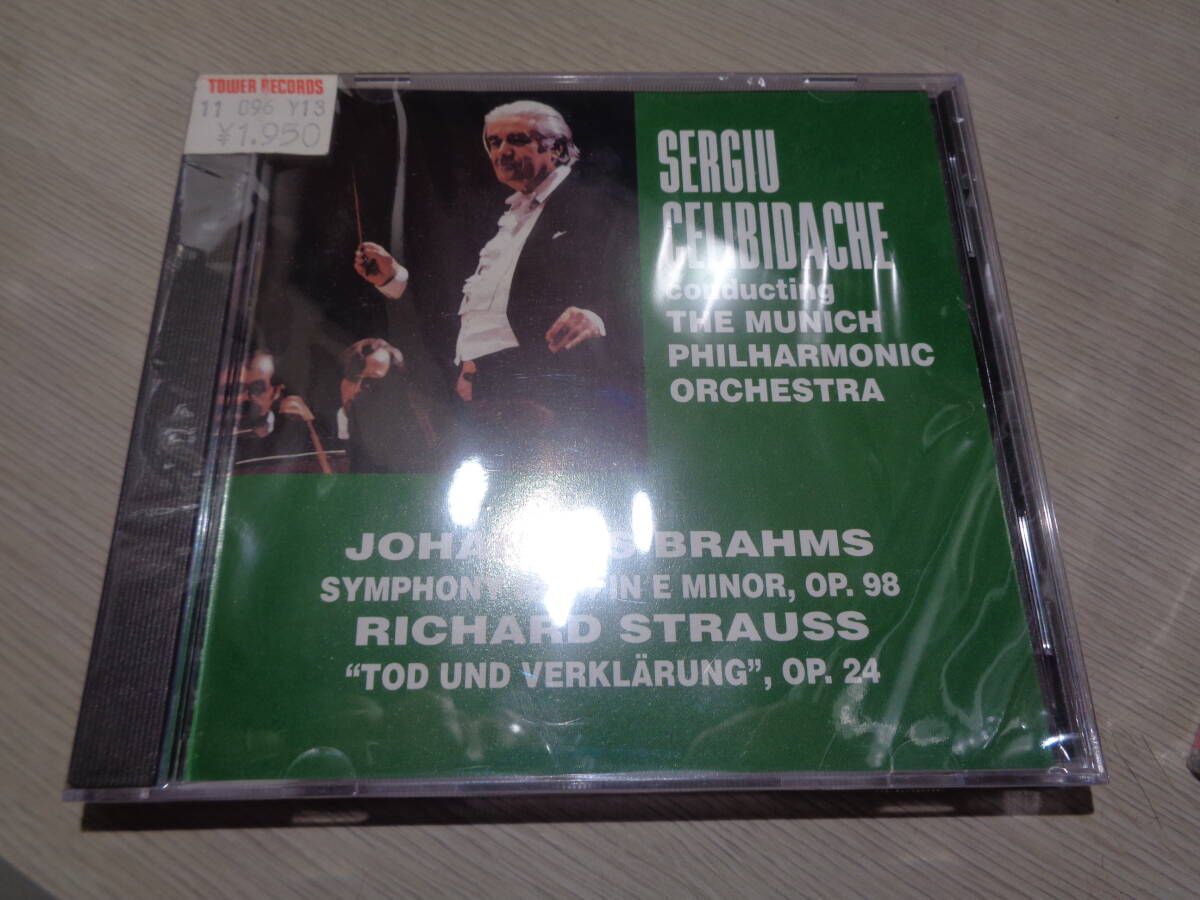 TOWER RECORDS
11 096 Y13
¥1.950
SERGIU
CELIBIDACHE
conducting
THE MUNICH
PHILHARMONIC
ORCHESTRA
BRAHMS
SYMPHONY IN E MINOR, OP. 98
RICHARD STRAUSS
“TOD UND VERKLÄRUNG”, OP. 24